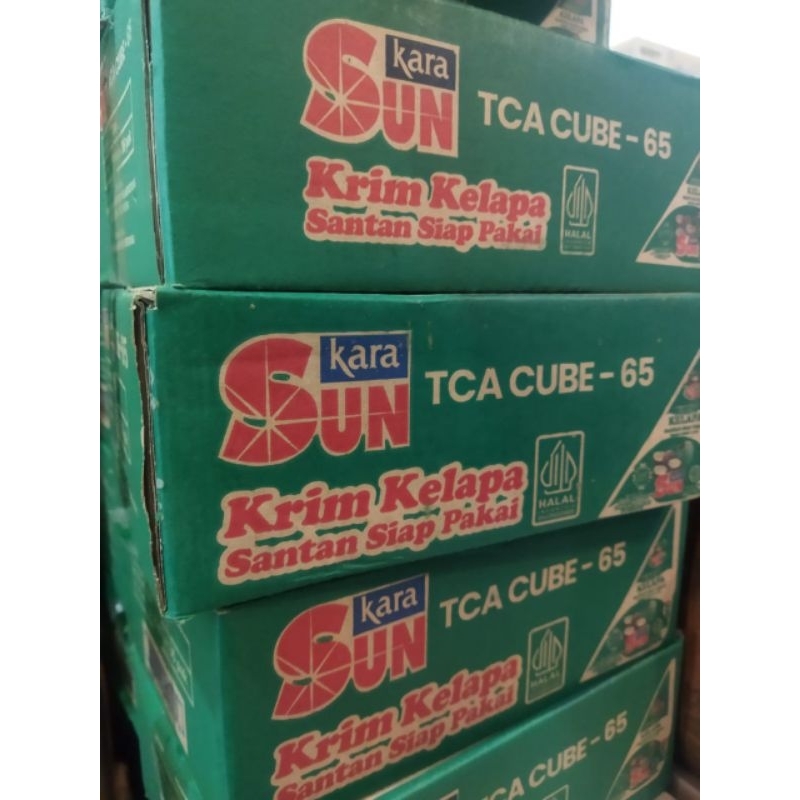 kara
SUN
TCA CUBE - 65
Krim Kelapa
Santan Siap Pakai
HALAL
kara
SUN
TCA CUBE - 65
Krim Kelapa
Santan Siap Pakai
HALAL
kara
SUN
TCA CUBE - 65
Krim Kelapa
Santan Siap Pakai
HALAL
TCA CUBE - 65